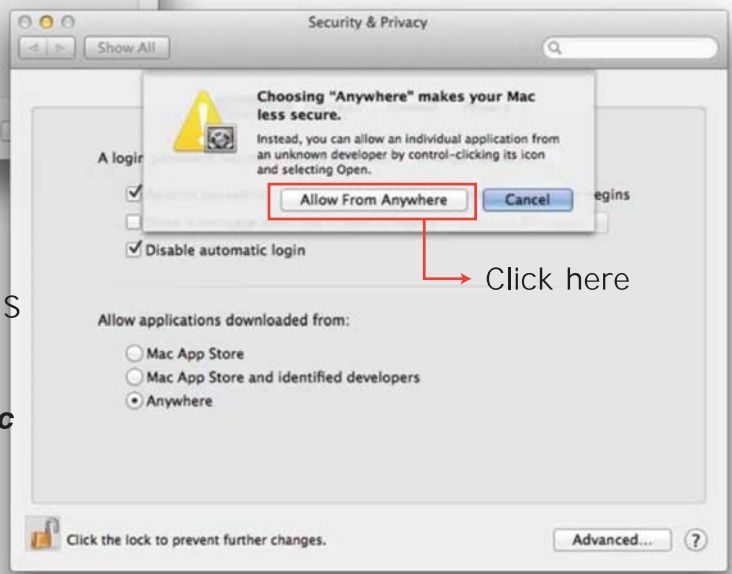 Security & Privacy
Show All
Choosing "Anywhere" makes your Mac
less secure.
Instead, you can allow an individual application from
an unknown developer by control-clicking its icon
and selecting Open.
A login
Allow From Anywhere
Cancel
egins
Disable automatic login
Click here
S
Allow applications downloaded from:
Mac App Store
Mac App Store and identified developers
Anywhere
c
Click the lock to prevent further changes.
Advanced...
?